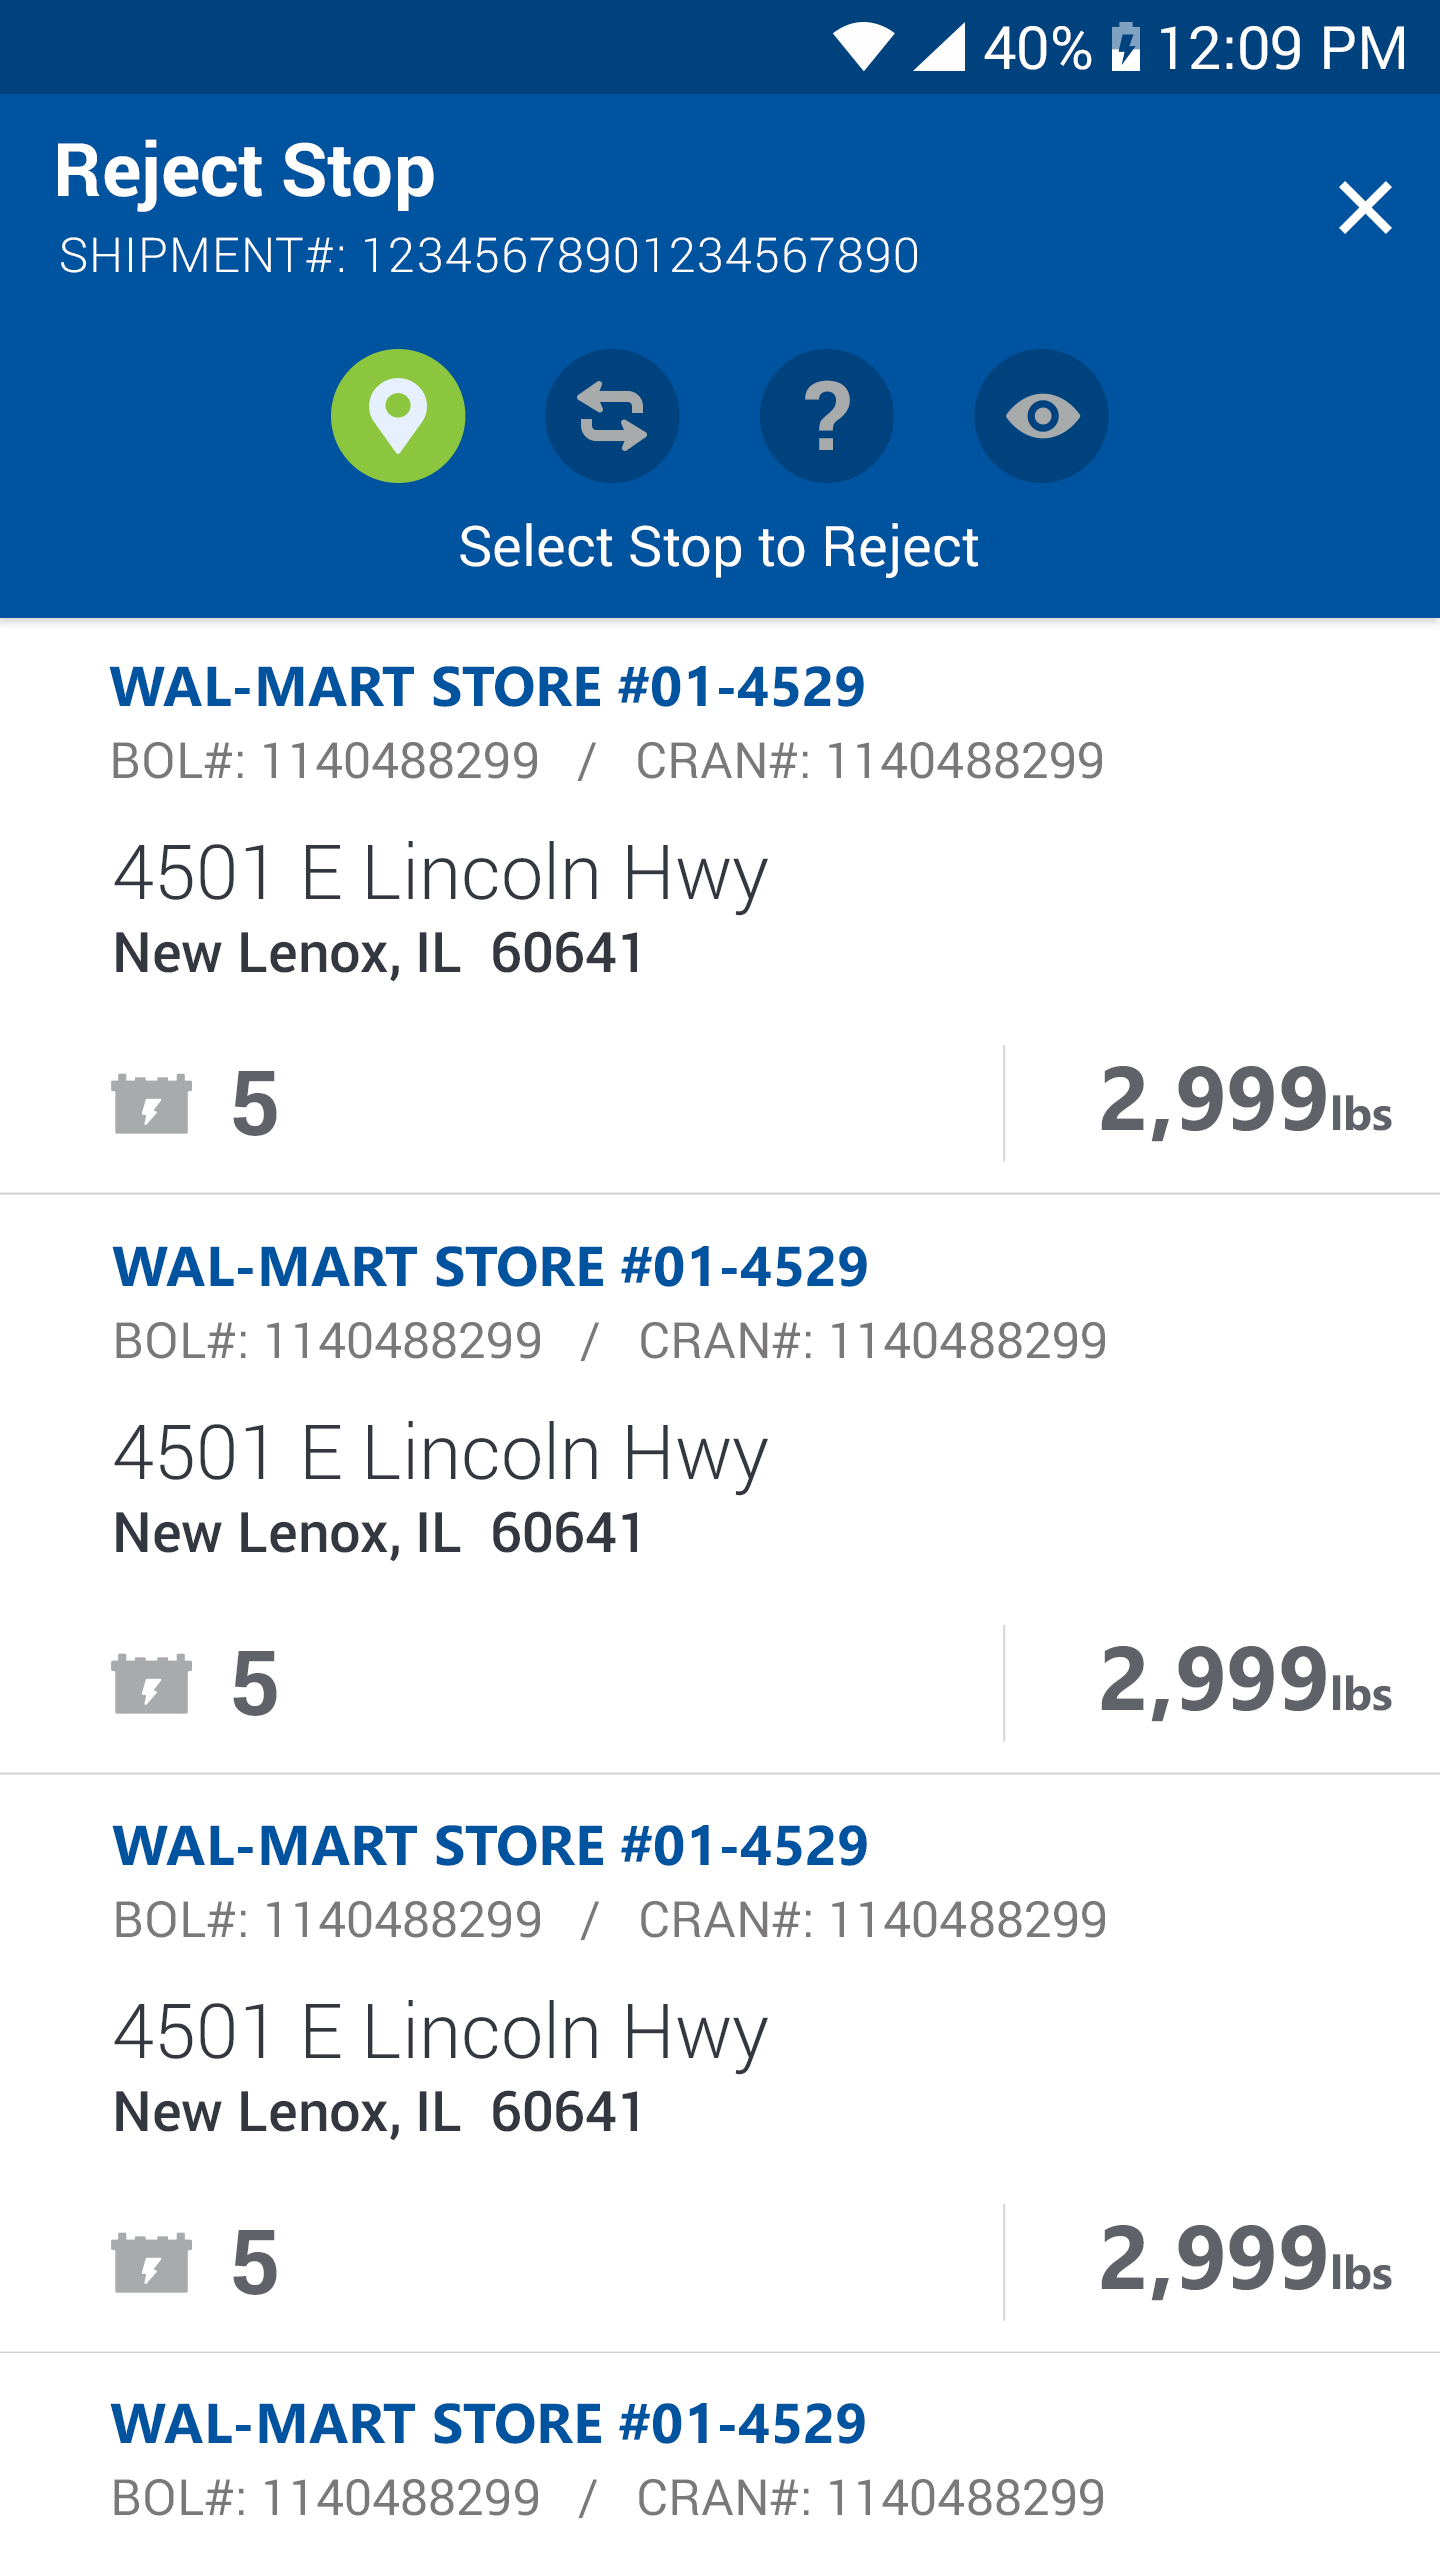 40% 12:09 PM
Reject Stop
SHIPMENT#: 12345678901234567890
?
Select Stop to Reject
WAL-MART STORE #01-4529
BOL#: 1140488299 / CRAN#: 1140488299
4501 E Lincoln Hwy
New Lenox, IL 60641
5 2,999lbs
WAL-MART STORE #01-4529
BOL#: 1140488299 / CRAN#: 1140488299
4501 E Lincoln Hwy
New Lenox, IL 60641
5 2,999lbs
WAL-MART STORE #01-4529
BOL#: 1140488299 / CRAN#: 1140488299
4501 E Lincoln Hwy
New Lenox, IL 60641
5 2,999lbs
WAL-MART STORE #01-4529
BOL#: 1140488299 / CRAN#: 1140488299